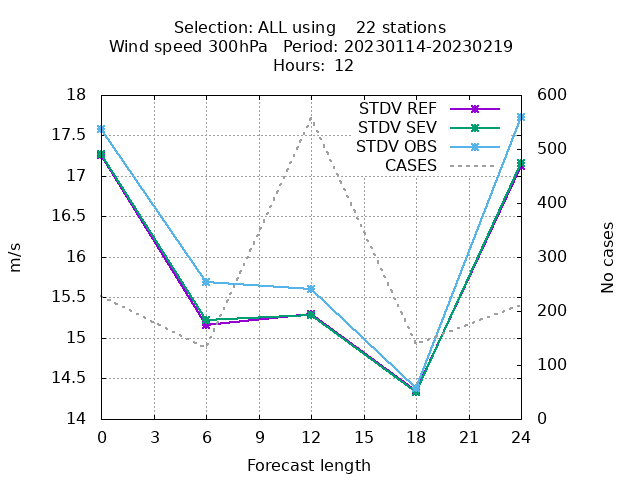 Selection: ALL using    22 stations
Wind speed 300hPa   Period: 20230114-20230219
Hours: 12
STDV REF
STDV SEV
STDV OBS
CASES
18
17.5
17
16.5
16
15.5
15
14.5
14
600
500
400
300
200
100
0
m/s
No cases
0 3 6 9 12 15 18 21 24
Forecast length